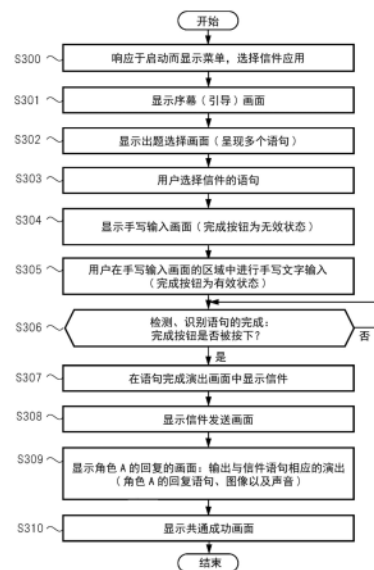 开始
S300
响应于启动而显示菜单，选择信件应用
S301
显示序幕（引导）画面
S302
显示出题选择画面（呈现多个语句）
S303
用户选择信件的语句
S304
显示手写输入画面（完成按钮为无效状态）
S305
用户在手写输入画面的区域中进行手写文字输入
（完成按钮为有效状态）
S306
检测、识别语句的完成：
完成按钮是否被按下？
否
是
S307
在语句完成演出画面中显示信件
S308
显示信件发送画面
S309
显示角色 A 的回复的画面：输出与信件语句相应的演出
（角色 A 的回复语句、图像以及声音）
S310
显示共通成功画面
结束